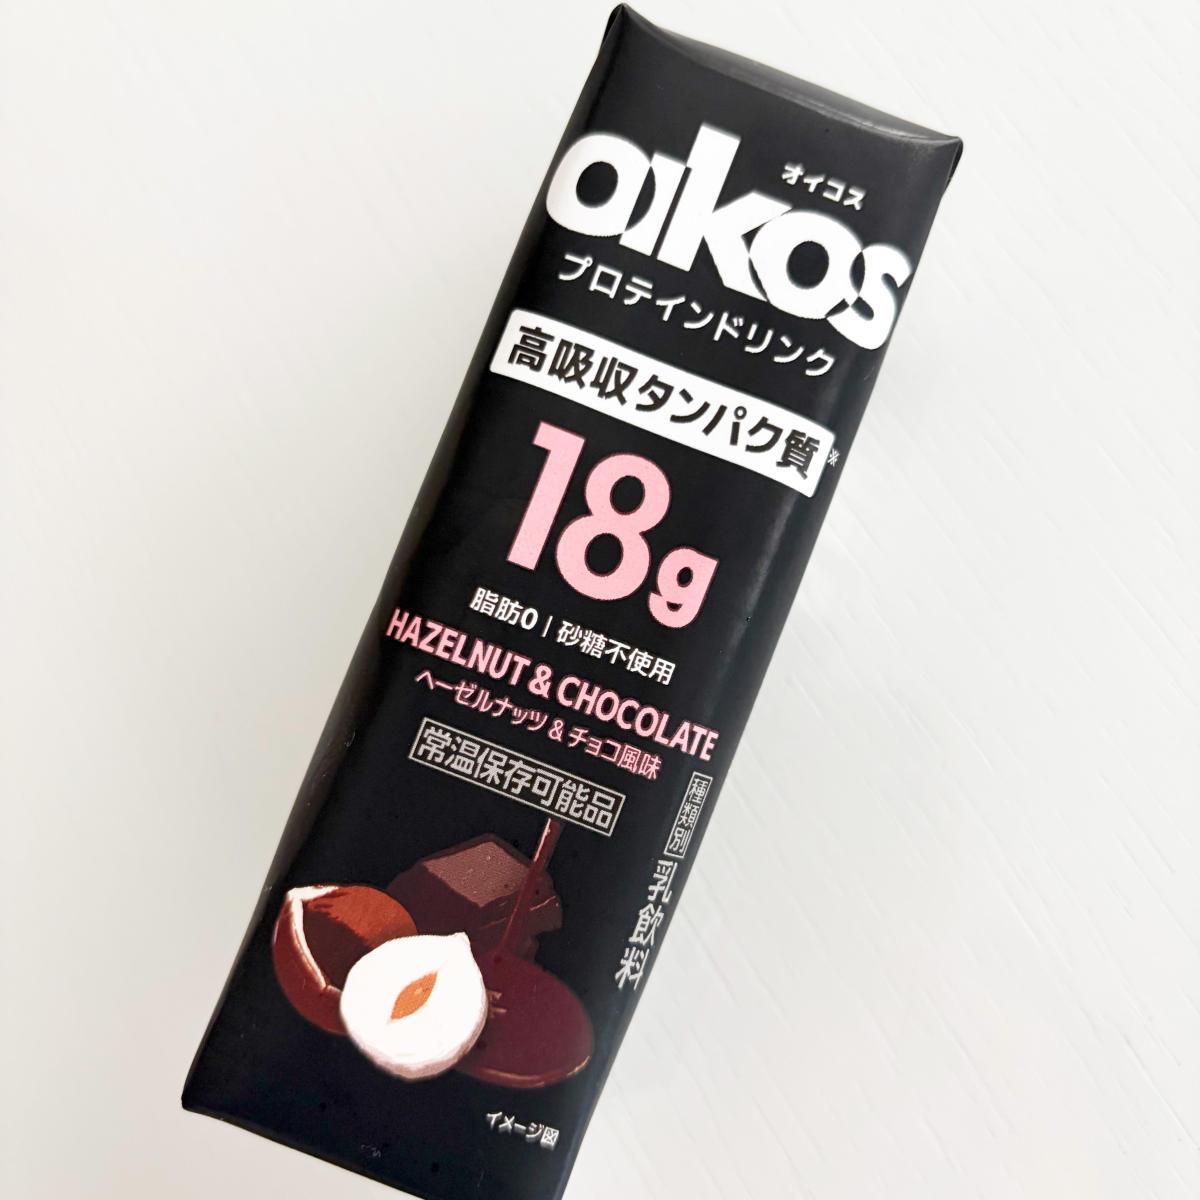 オイコス
oikos
プロテインドリンク
高吸収タンパク質※
18g
脂肪0 | 砂糖不使用
HAZELNUT & CHOCOLATE
ヘーゼルナッツ & チョコ風味
常温保存可能品
種類別 乳飲料
イメージ図